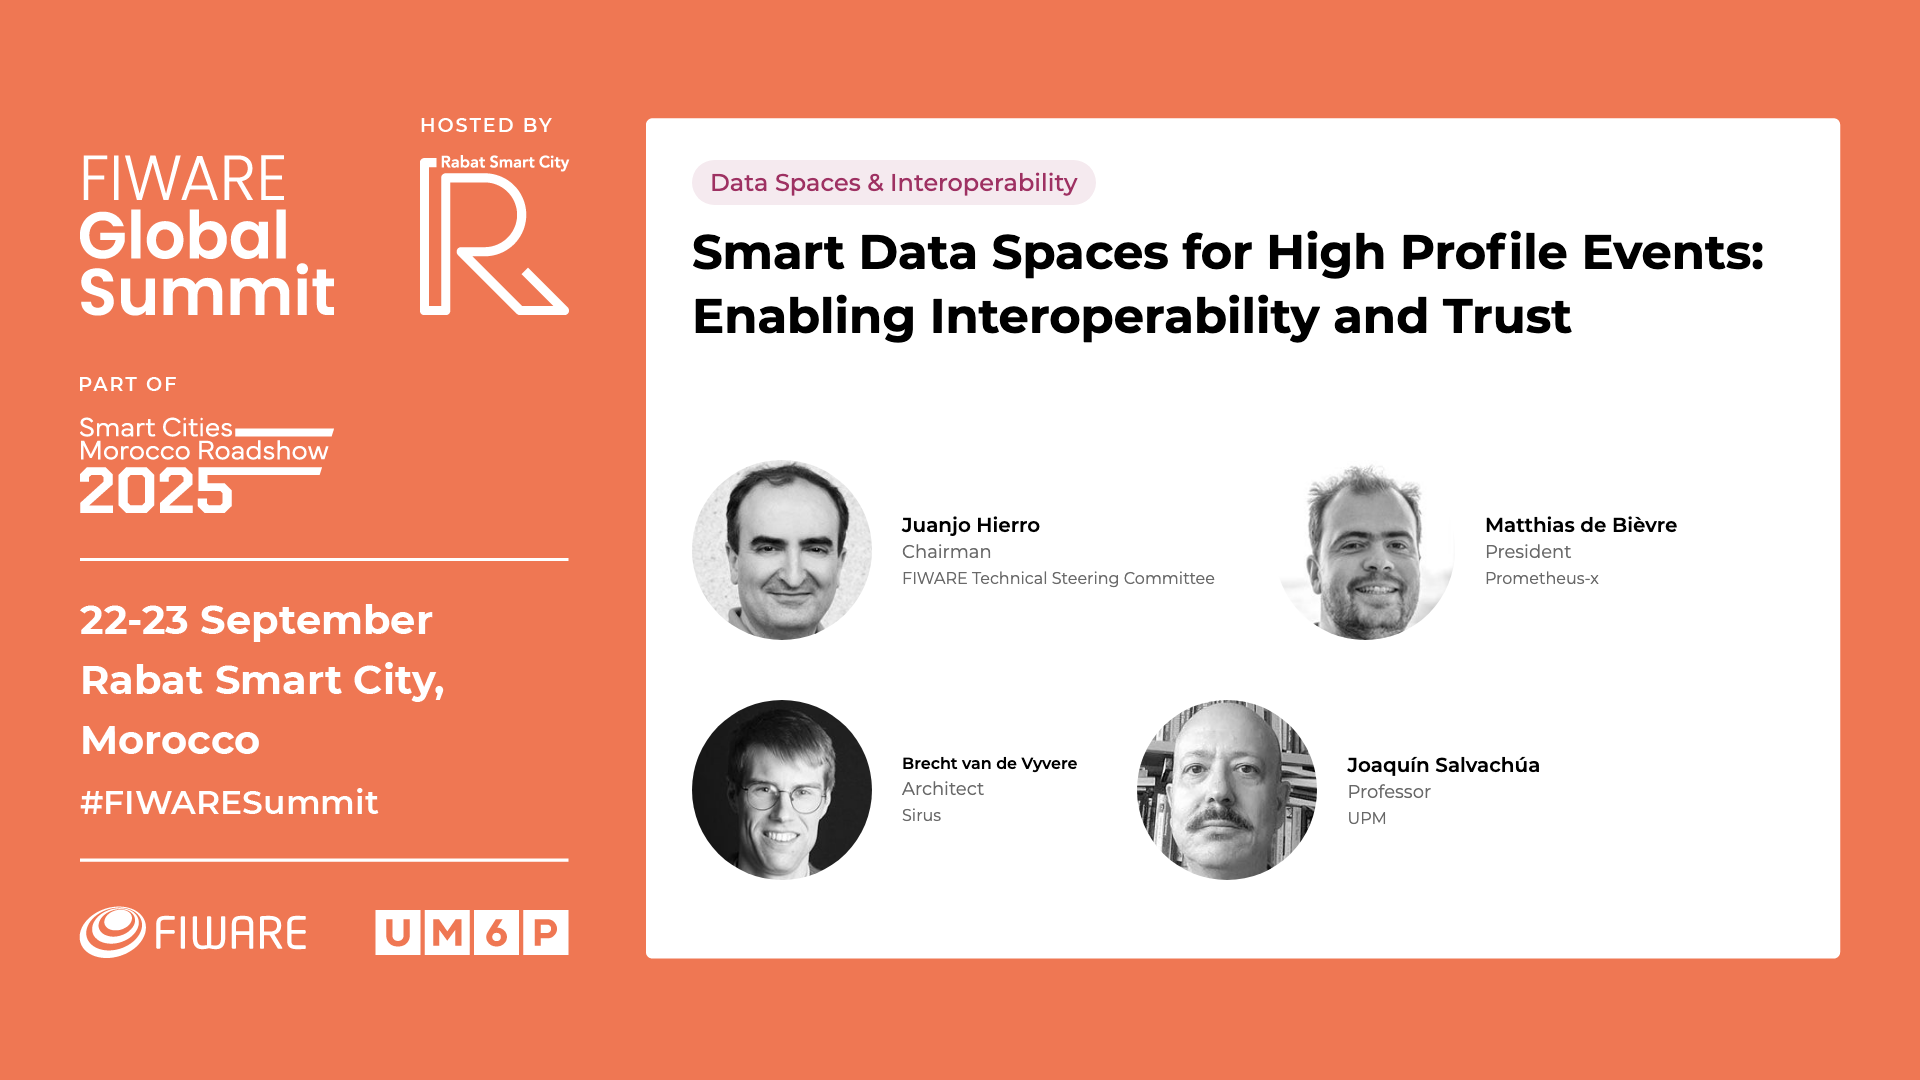 HOSTED BY
FIWARE
Global
Summit
Rabat Smart City
R
PART OF
Smart Cities
Morocco Roadshow
2025
22-23 September
Rabat Smart City,
Morocco
#FIWARESummit
FIWARE
UM6P
Data Spaces & Interoperability
Smart Data Spaces for High Profile Events:
Enabling Interoperability and Trust
Juanjo Hierro
Chairman
FIWARE Technical Steering Committee
Matthias de Bièvre
President
Prometheus-x
Brecht van de Vyvere
Architect
Sirus
Joaquín Salvachúa
Professor
UPM